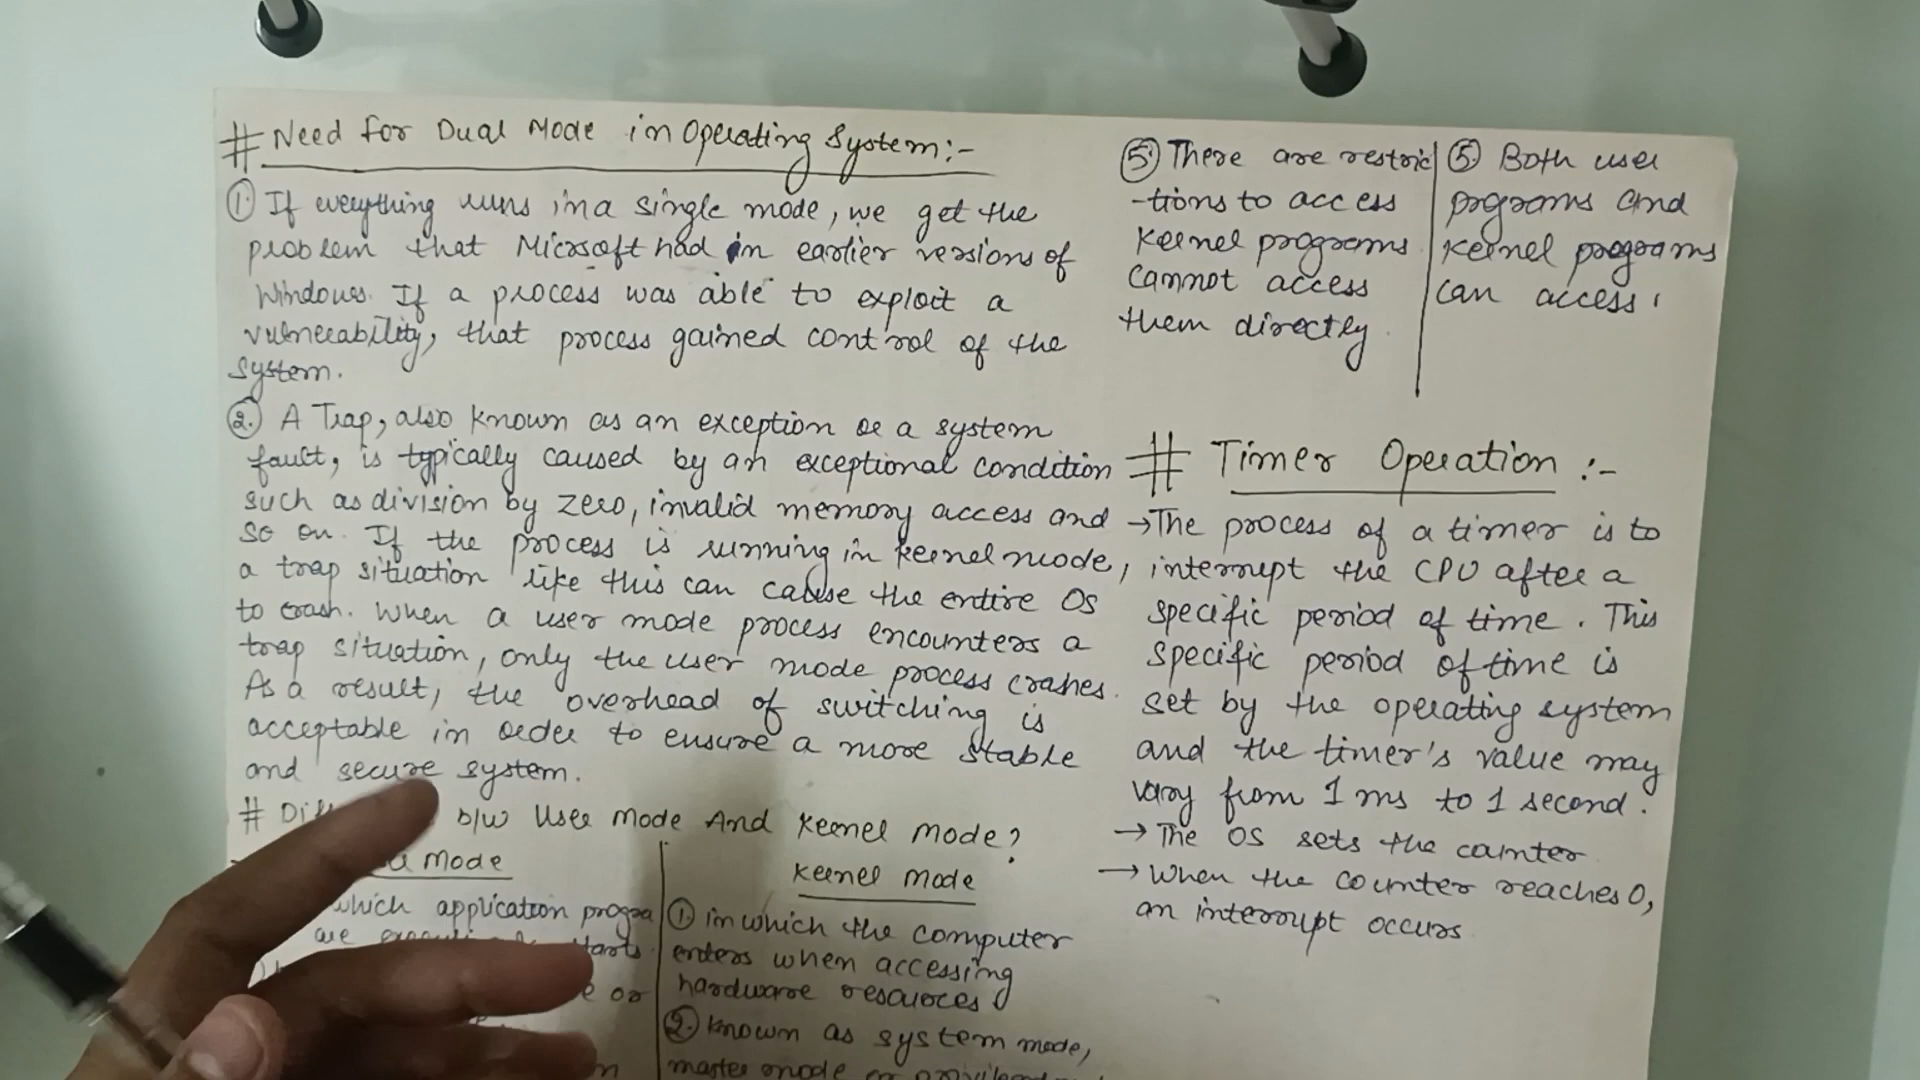 # Need for Dual Mode in Operating System:-
① If everything runs in a single mode, we get the
problem that Microsoft had in earlier versions of
Windows. If a process was able to exploit a
vulnerability, that process gained control of the
system.
②. A Trap, also known as an exception or a system
fault, is typically caused by an exceptional condition
such as division by zero, invalid memory access and
so on. If the process is running in kernel mode,
a trap situation like this can cause the entire OS
to crash. When a user mode process encounters a
trap situation, only the user mode process crashes.
As a result, the overhead of switching is
acceptable in order to ensure a more stable
and secure system.
# b/w User Mode And Kernel Mode?
Mode
which application progra
are
starts
or
Kernel Mode
① in which the computer
enters when accessing
hardware resources
②. Known as system mode,
master mode or
⑤ There are restric
-tions to access
Kernel programs
cannot access
them directly.
⑤ Both user
prgrams and
kernel programs
can access.
# Timer Operation :-
→ The process of a timer is to
interrupt the CPU after a
specific period of time. This
specific period of time is
set by the operating system
and the timer's value may
vary from 1 ms to 1 second.
→ The OS sets the counter
→ When the counter reaches 0,
an interrupt occurs